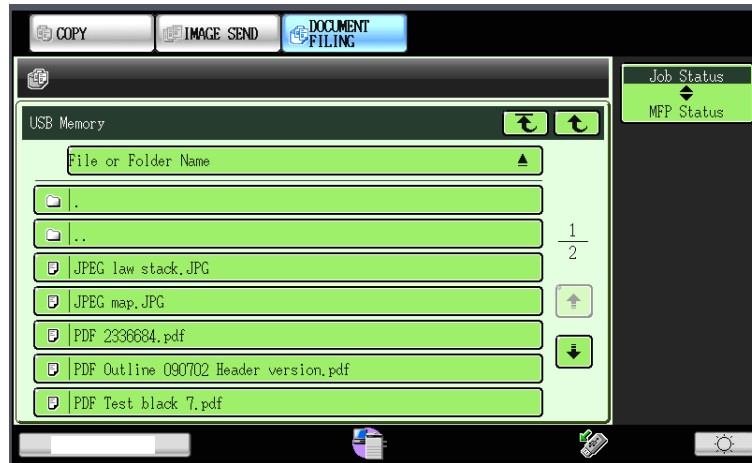 COPY
IMAGE SEND
DOCUMENT
FILING
Job Status
MFP Status
USB Memory
File or Folder Name
.
..
JPEG law stack.JPG
JPEG map.JPG
PDF 2336684.pdf
PDF Outline 090702 Header version.pdf
PDF Test black 7.pdf
1
2